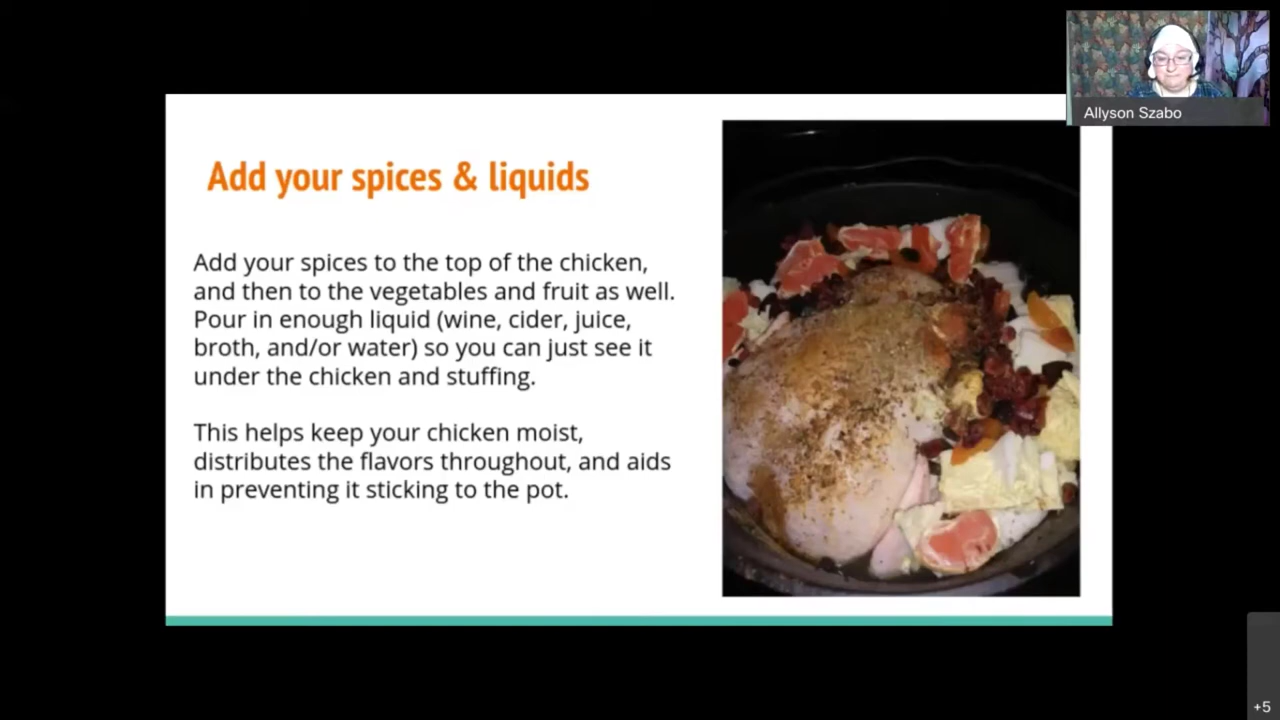 Allyson Szabo
Add your spices & liquids
Add your spices to the top of the chicken,
and then to the vegetables and fruit as well.
Pour in enough liquid (wine, cider, juice,
broth, and/or water) so you can just see it
under the chicken and stuffing.
This helps keep your chicken moist,
distributes the flavors throughout, and aids
in preventing it sticking to the pot.
+5